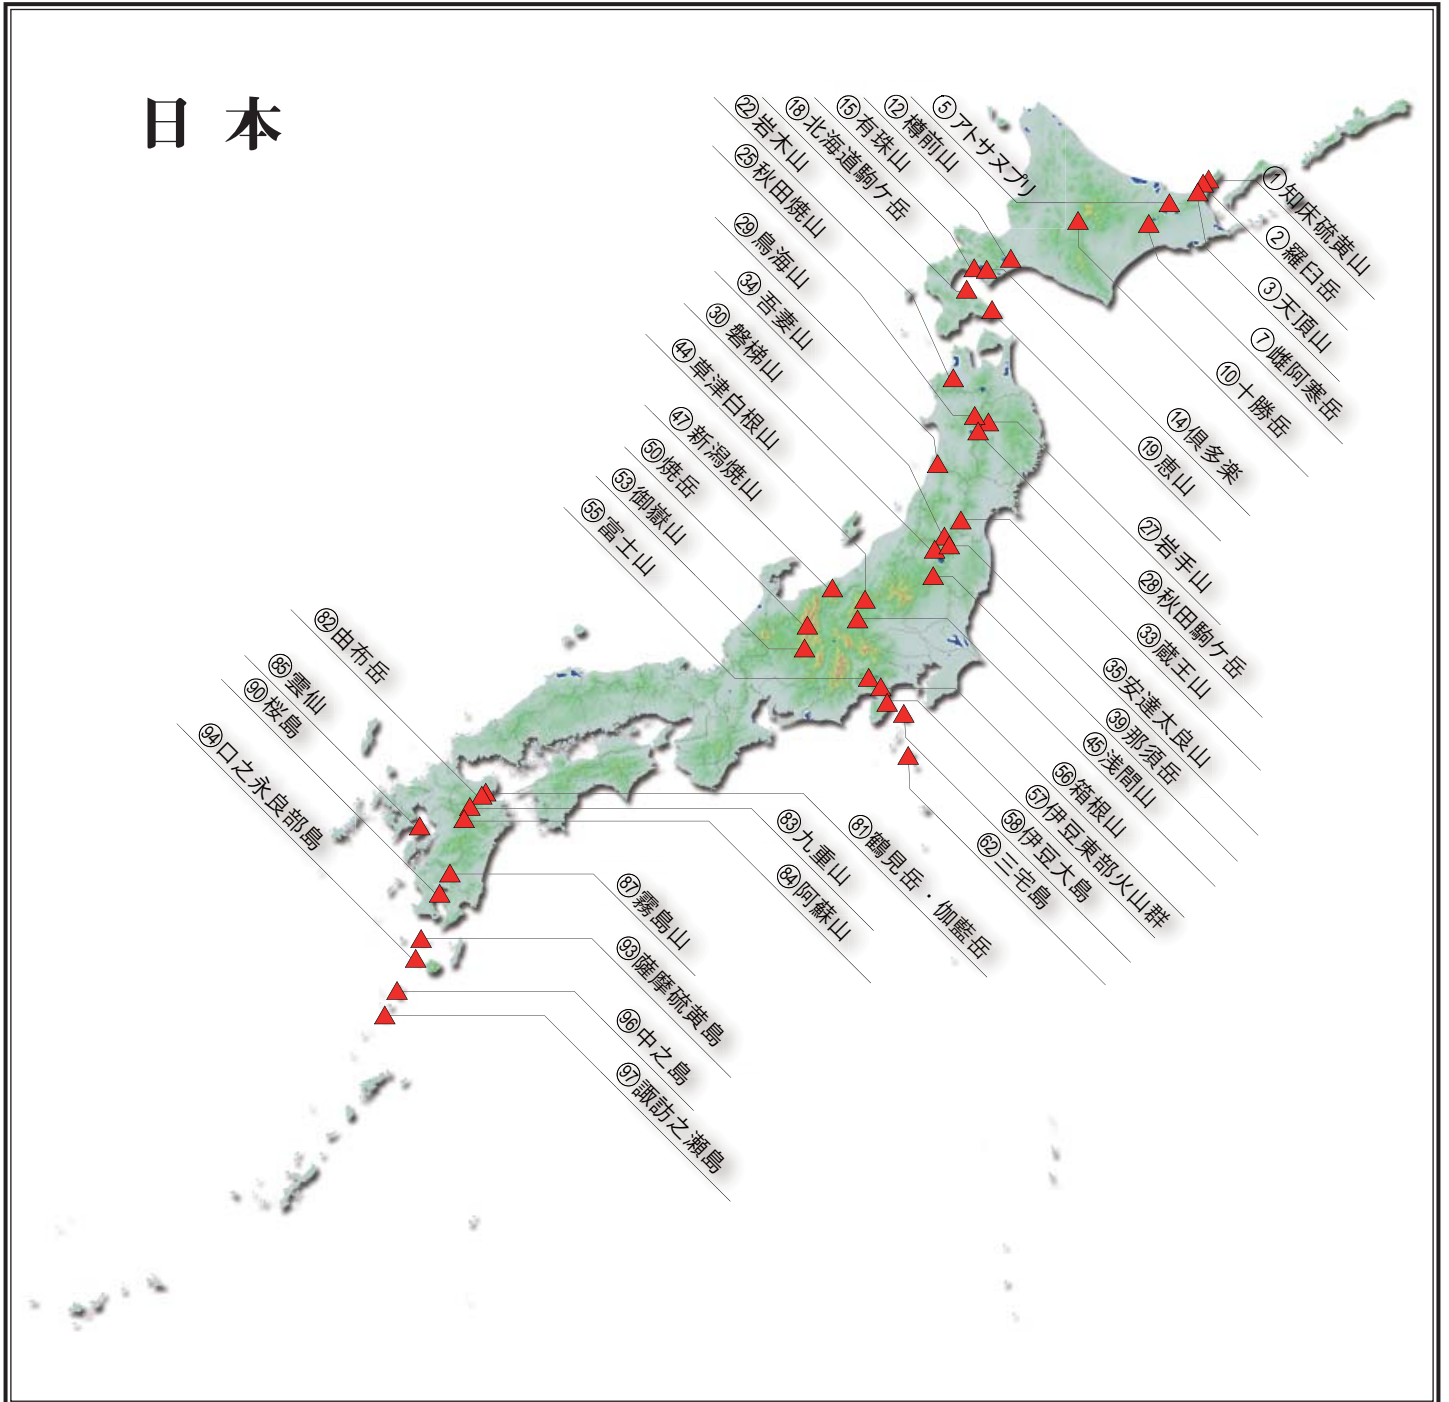 日本
㉒岩木山
⑱北海道駒ケ岳
⑮有珠山
⑫樽前山
⑤アトサヌプリ
㉕秋田焼山
㉙鳥海山
㉞吾妻山
㉚磐梯山
㊹草津白根山
㊼新潟焼山
㊿焼岳
53御嶽山
55富士山
①知床硫黄山
②羅臼岳
③天頂山
⑦雌阿寒岳
⑩十勝岳
⑭倶多楽
⑲恵山
㉗岩手山
㉘秋田駒ケ岳
㉝蔵王山
㉟安達太良山
㊴那須岳
㊺浅間山
56箱根山
57伊豆東部火山群
58伊豆大島
62三宅島
82由布岳
85雲仙
90桜島
94口之永良部島
81鶴見岳・伽藍岳
83九重山
84阿蘇山
87霧島山
93薩摩硫黄島
96中之島
97諏訪之瀬島